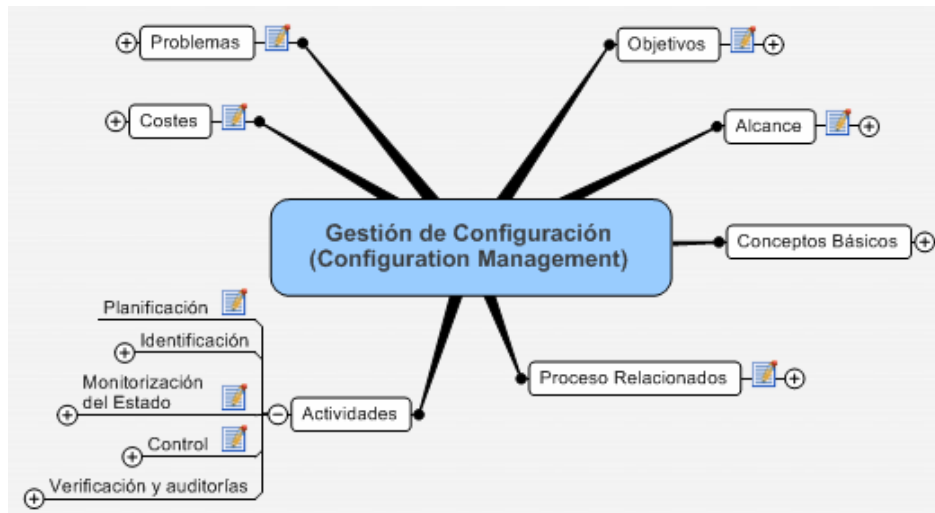 Problemas
Objetivos
Costes
Alcance
Gestión de Configuración
(Configuration Management)
Conceptos Básicos
Planificación
Identificación
Monitorización
del Estado
Control
Verificación y auditorías
Actividades
Proceso Relacionados